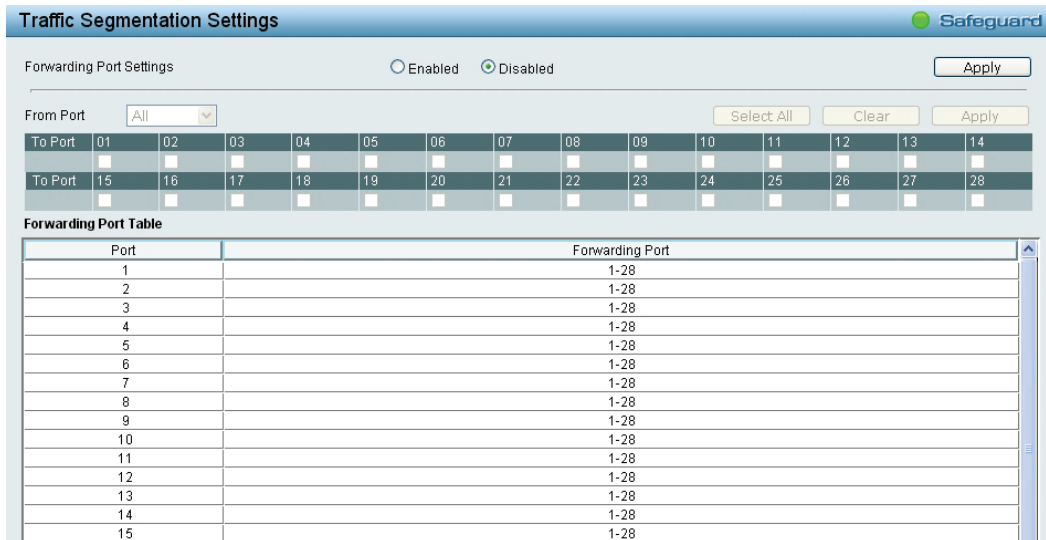 Traffic Segmentation Settings Safeguard
Forwarding Port Settings Enabled Disabled Apply
From Port All Select All Clear Apply
To Port 01 02 03 04 05 06 07 08 09 10 11 12 13 14
To Port 15 16 17 18 19 20 21 22 23 24 25 26 27 28
Forwarding Port Table
Port Forwarding Port
1 1-28
2 1-28
3 1-28
4 1-28
5 1-28
6 1-28
7 1-28
8 1-28
9 1-28
10 1-28
11 1-28
12 1-28
13 1-28
14 1-28
15 1-28